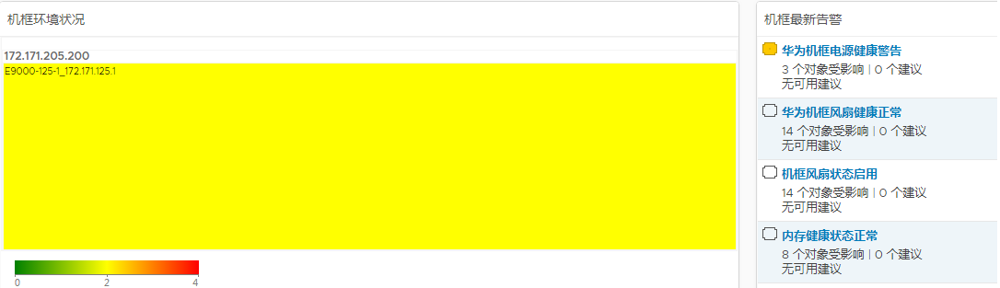 机框环境状况
172.171.205.200
E9000-125-1_172.171.125.1
0 2 4
机框最新告警
华为机框电源健康警告
3 个对象受影响 | 0 个建议
无可用建议
华为机框风扇健康正常
14 个对象受影响 | 0 个建议
无可用建议
机框风扇状态启用
14 个对象受影响 | 0 个建议
无可用建议
内存健康状态正常
8 个对象受影响 | 0 个建议
无可用建议